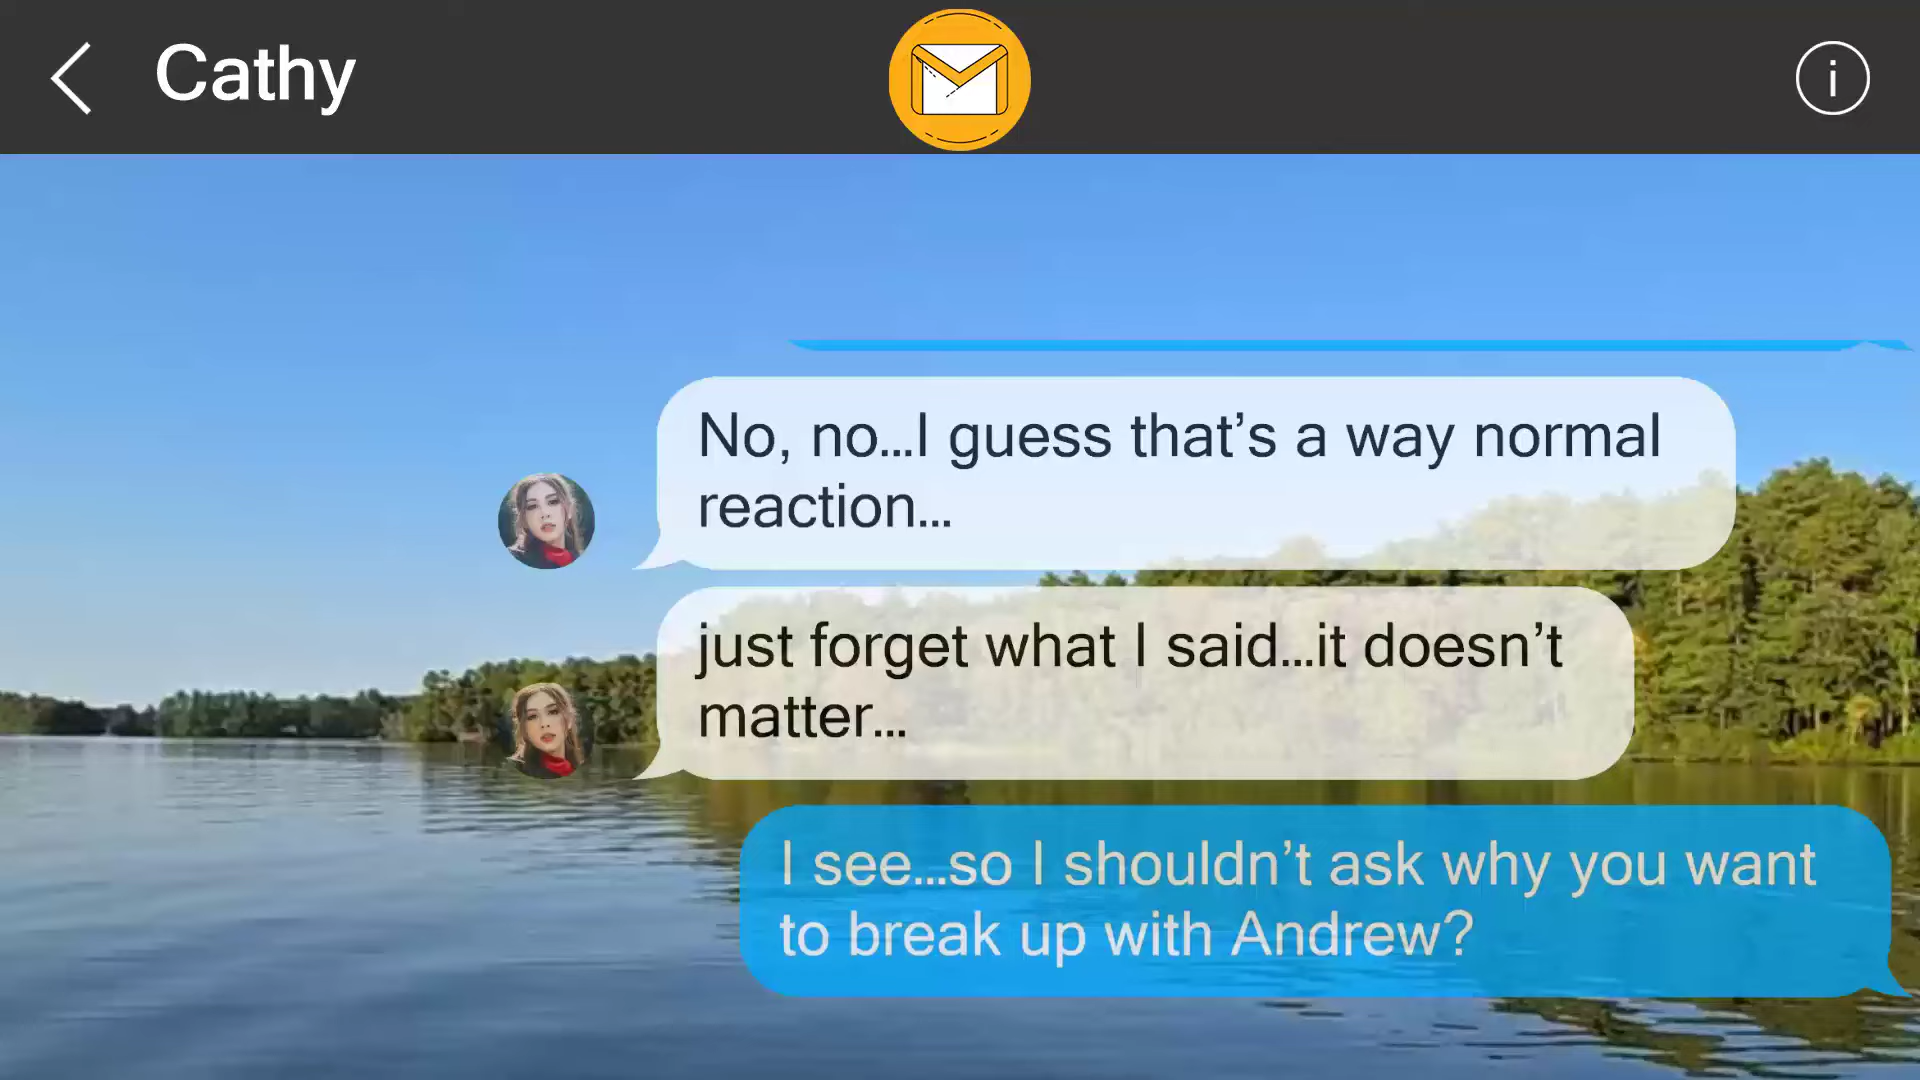 Cathy
No, no...I guess that's a way normal
reaction...
just forget what I said...it doesn't
matter...
I see...so I shouldn't ask why you want
to break up with Andrew?